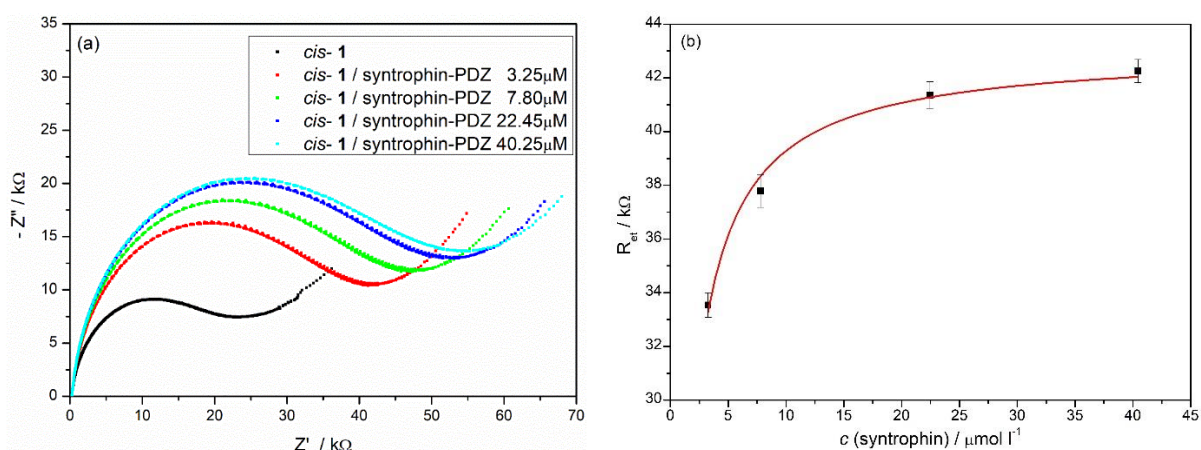 (a)
cis- 1
cis- 1 / syntrophin-PDZ 3.25μM
cis- 1 / syntrophin-PDZ 7.80μM
cis- 1 / syntrophin-PDZ 22.45μM
cis- 1 / syntrophin-PDZ 40.25μM
- Z" / kΩ
35
30
25
20
15
10
5
0
0 10 20 30 40 50 60 70
Z' / kΩ
(b)
R_et / kΩ
44
42
40
38
36
34
32
30
0 5 10 15 20 25 30 35 40 45
c (syntrophin) / μmol l⁻¹